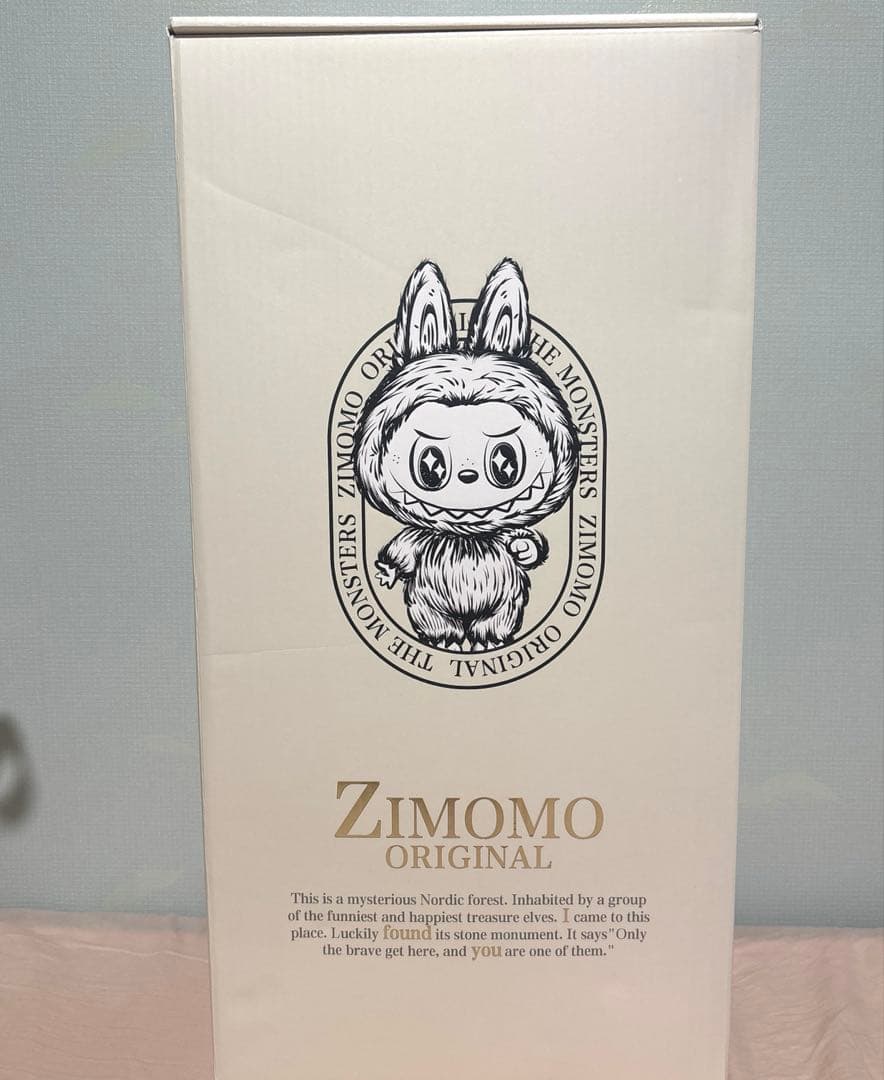 THE MONSTERS ZIMOMO ORIGINAL THE MONSTERS ZIMOMO
ZIMOMO
ORIGINAL
This is a mysterious Nordic forest. Inhabited by a group
of the funniest and happiest treasure elves. I came to this
place. Luckily found its stone monument. It says"Only
the brave get here, and you are one of them."